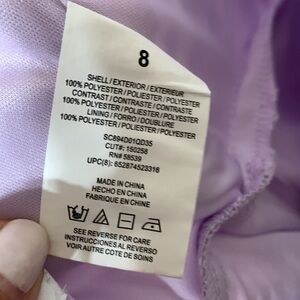 8
SHELL/EXTERIOR/EXTERIEUR
100% POLYESTER/POLIESTER/POLYESTER
CONTRAST/CONTRASTE/CONTRASTE
100% POLYESTER/POLIESTER/POLYESTER
LINING/FORRO/DOUBLURE
100% POLYESTER/POLIESTER/POLYESTER
SC894D01QD35
CUT#: 150258
RN# 58539
UPC(8): 652874523316
MADE IN CHINA
HECHO EN CHINA
FABRIQUE EN CHINE
SEE REVERSE FOR CARE
INSTRUCCIONES AL REVERSO
VOIR AUTRE COTE DE SOINS